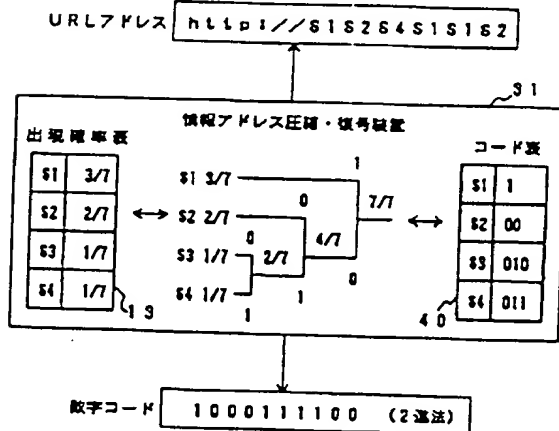 URLアドレス http://S1S2S4S1S1S2
31
情報アドレス圧縮・復号装置
出現確率表
コード表
S1 3/7
S2 2/7
S3 1/7
S4 1/7
13
S1 3/7
S2 2/7
S3 1/7
S4 1/7
1
0
7/7
0
2/7
4/7
0
1
1
S1 1
S2 00
S3 010
S4 011
40
数字コード 1000111100 (2進法)